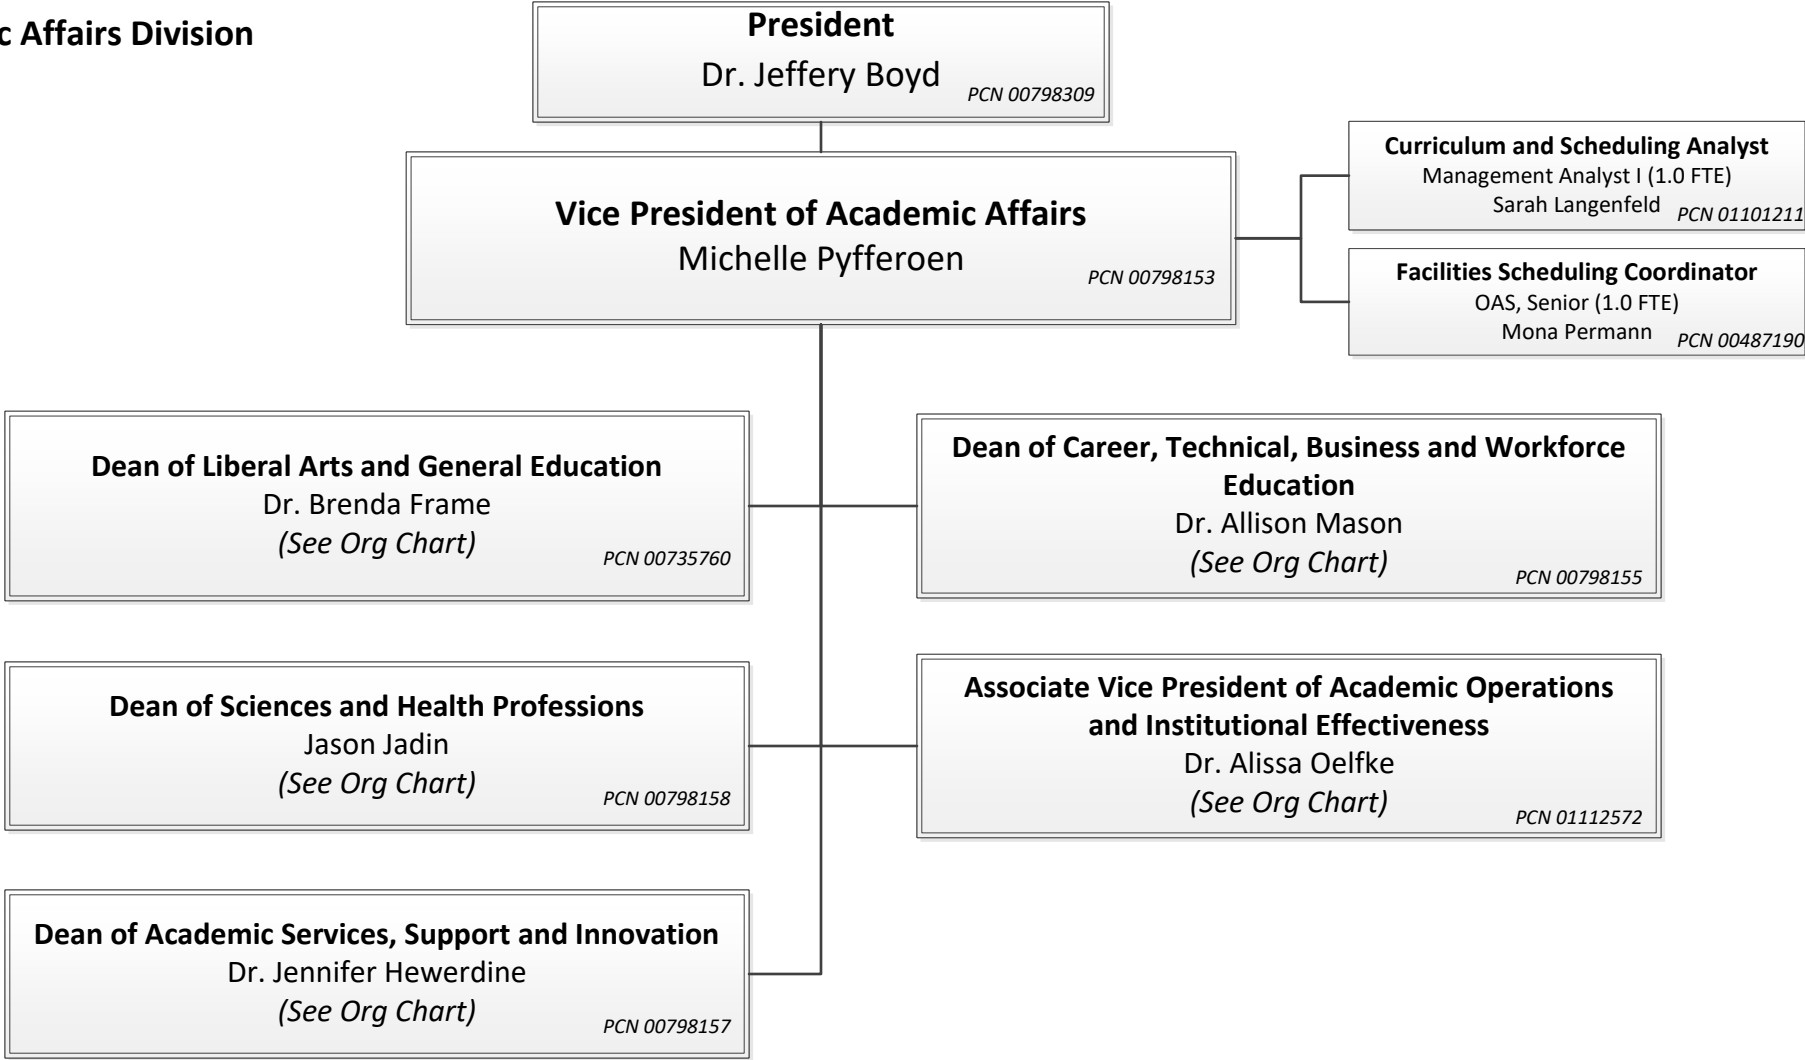 c Affairs Division
President
Dr. Jeffery Boyd
PCN 00798309
Vice President of Academic Affairs
Michelle Pyfferoen
PCN 00798153
Curriculum and Scheduling Analyst
Management Analyst I (1.0 FTE)
Sarah Langenfeld
PCN 01101211
Facilities Scheduling Coordinator
OAS, Senior (1.0 FTE)
Mona Permann
PCN 00487190
Dean of Liberal Arts and General Education
Dr. Brenda Frame
(See Org Chart)
PCN 00735760
Dean of Career, Technical, Business and Workforce
Education
Dr. Allison Mason
(See Org Chart)
PCN 00798155
Dean of Sciences and Health Professions
Jason Jadin
(See Org Chart)
PCN 00798158
Associate Vice President of Academic Operations
and Institutional Effectiveness
Dr. Alissa Oelfke
(See Org Chart)
PCN 01112572
Dean of Academic Services, Support and Innovation
Dr. Jennifer Hewerdine
(See Org Chart)
PCN 00798157